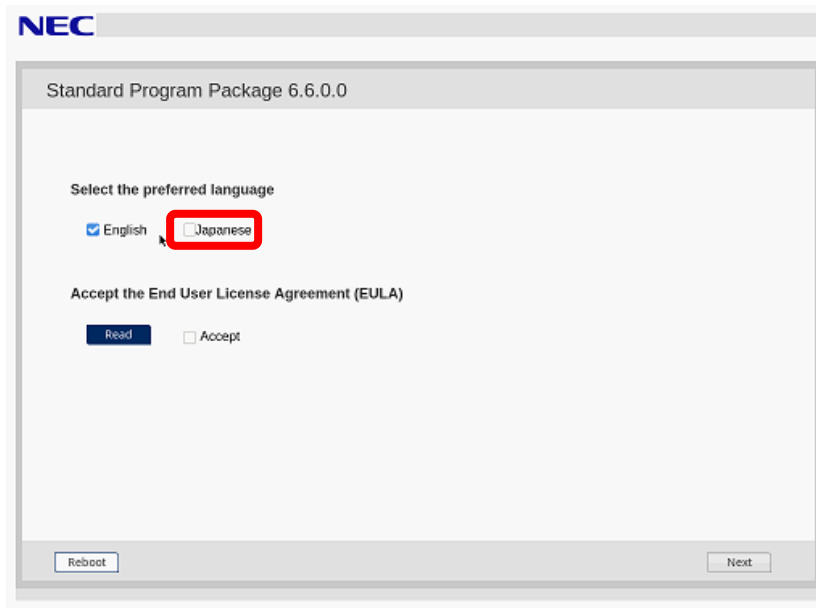 NEC
Standard Program Package 6.6.0.0
Select the preferred language
English Japanese
Accept the End User License Agreement (EULA)
Read Accept
Reboot Next